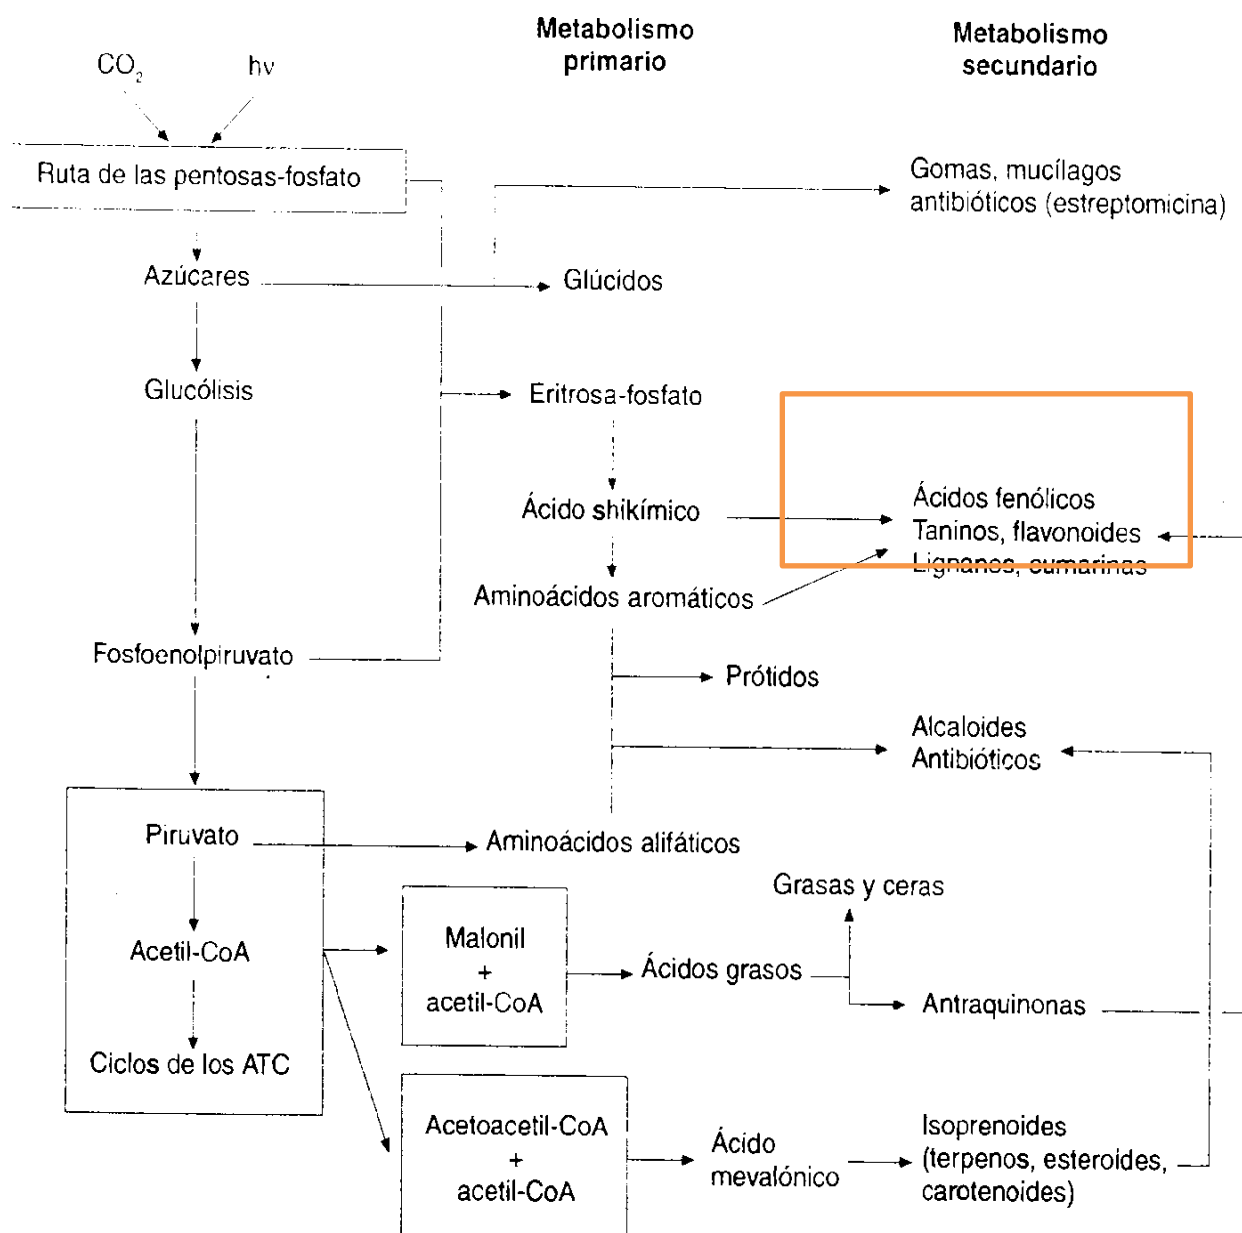 Metabolismo
primario
Metabolismo
secundario
CO₂
hv
Ruta de las pentosas-fosfato
Gomas, mucílagos
antibióticos (estreptomicina)
Azúcares
Glúcidos
Glucólisis
Eritrosa-fosfato
Ácido shikímico
Ácidos fenólicos
Taninos, flavonoides
Lignanos, cumarinas
Aminoácidos aromáticos
Fosfoenolpiruvato
Prótidos
Alcaloides
Antibióticos
Piruvato
Aminoácidos alifáticos
Grasas y ceras
Acetil-CoA
Malonil
+
acetil-CoA
Ácidos grasos
Antraquinonas
Ciclos de los ATC
Acetoacetil-CoA
+
acetil-CoA
Ácido
mevalónico
Isoprenoides
(terpenos, esteroides,
carotenoides)